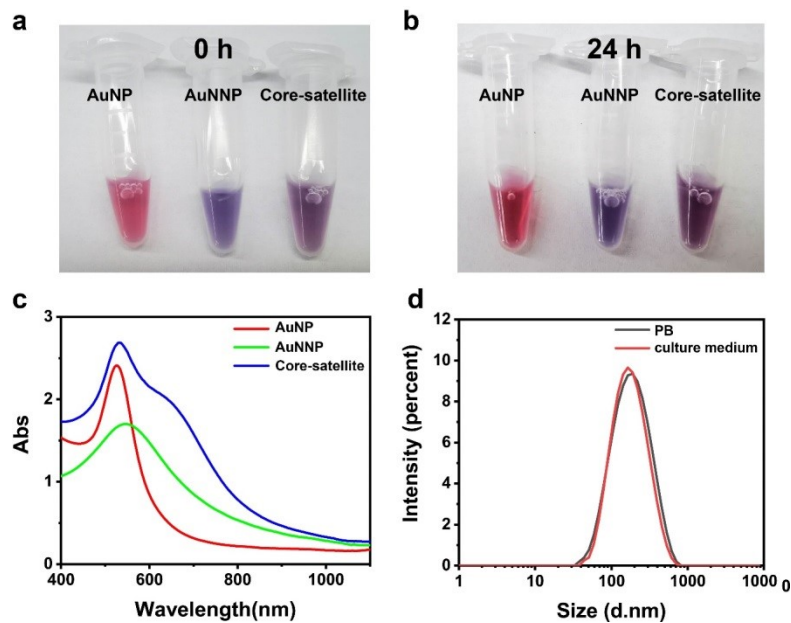 a
0 h
AuNP AuNNP Core-satellite
b
24 h
AuNP AuNNP Core-satellite
c
3
2
1
0
Abs
AuNP
AuNNP
Core-satellite
400 600 800 1000
Wavelength(nm)
d
12
10
8
6
4
2
0
Intensity (percent)
PB
culture medium
1 10 100 1000 1000 0
Size (d.nm)